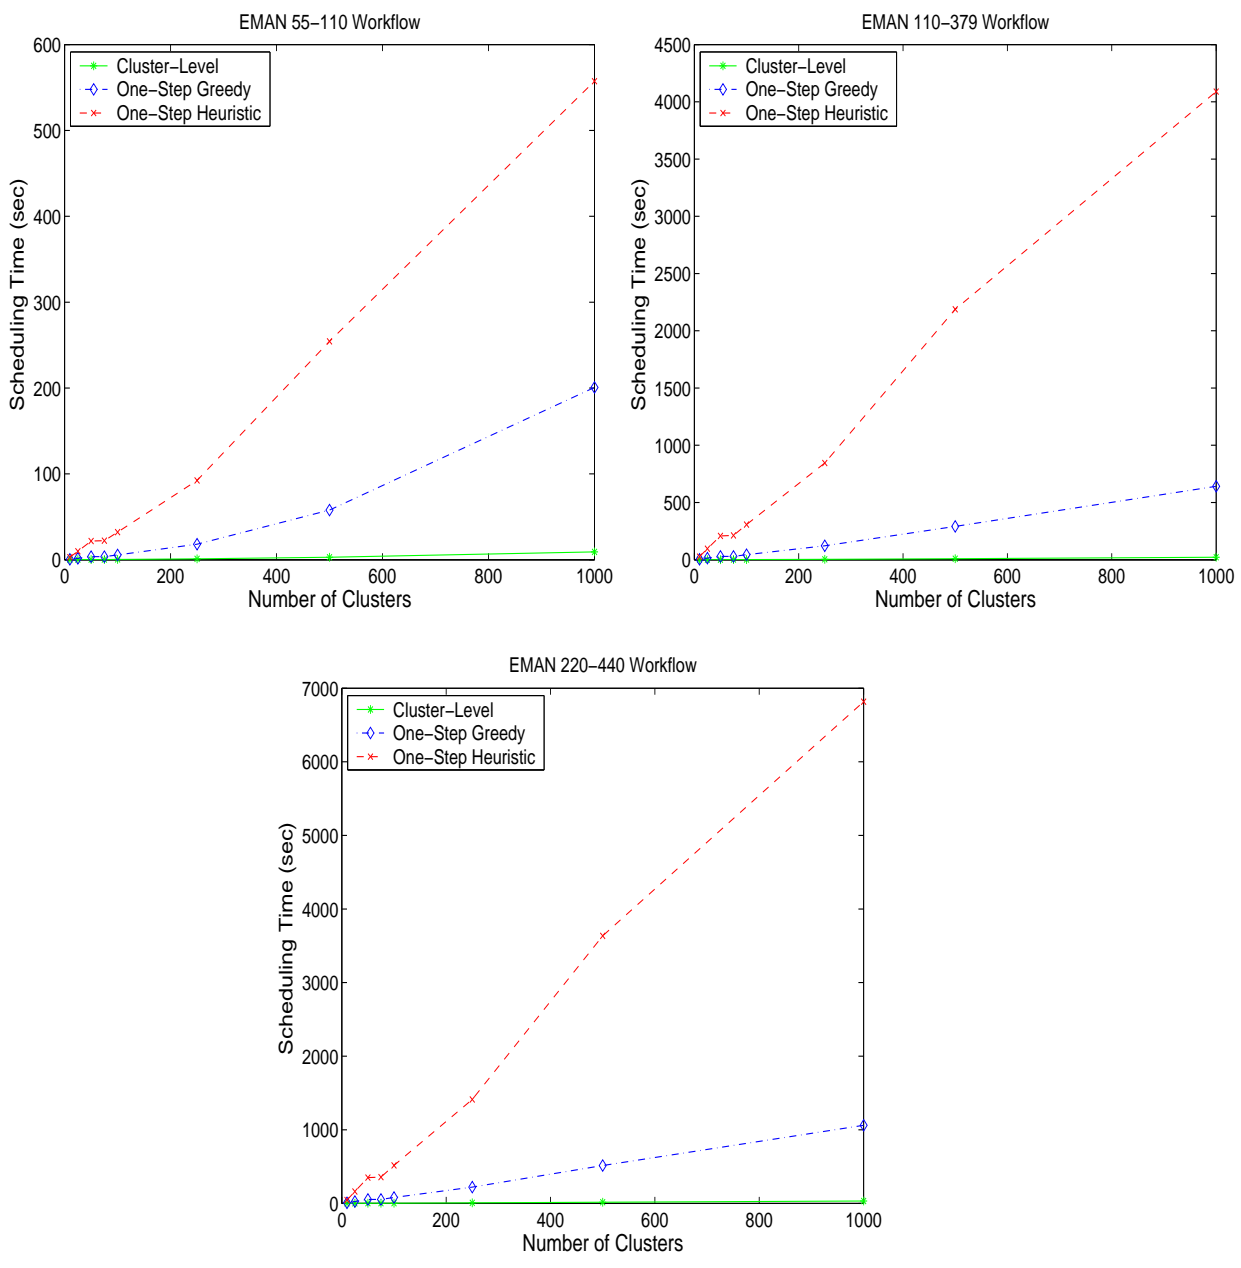 EMAN 55−110 Workflow
600
500
400
300
200
100
0
0 200 400 600 800 1000
Scheduling Time (sec)
Number of Clusters
Cluster−Level
One−Step Greedy
One−Step Heuristic
EMAN 110−379 Workflow
4500
4000
3500
3000
2500
2000
1500
1000
500
0
0 200 400 600 800 1000
Scheduling Time (sec)
Number of Clusters
Cluster−Level
One−Step Greedy
One−Step Heuristic
EMAN 220−440 Workflow
7000
6000
5000
4000
3000
2000
1000
0
0 200 400 600 800 1000
Scheduling Time (sec)
Number of Clusters
Cluster−Level
One−Step Greedy
One−Step Heuristic